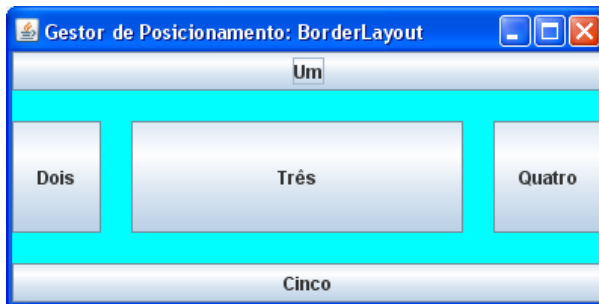 Gestor de Posicionamento: BorderLayout
Um
Dois
Três
Quatro
Cinco